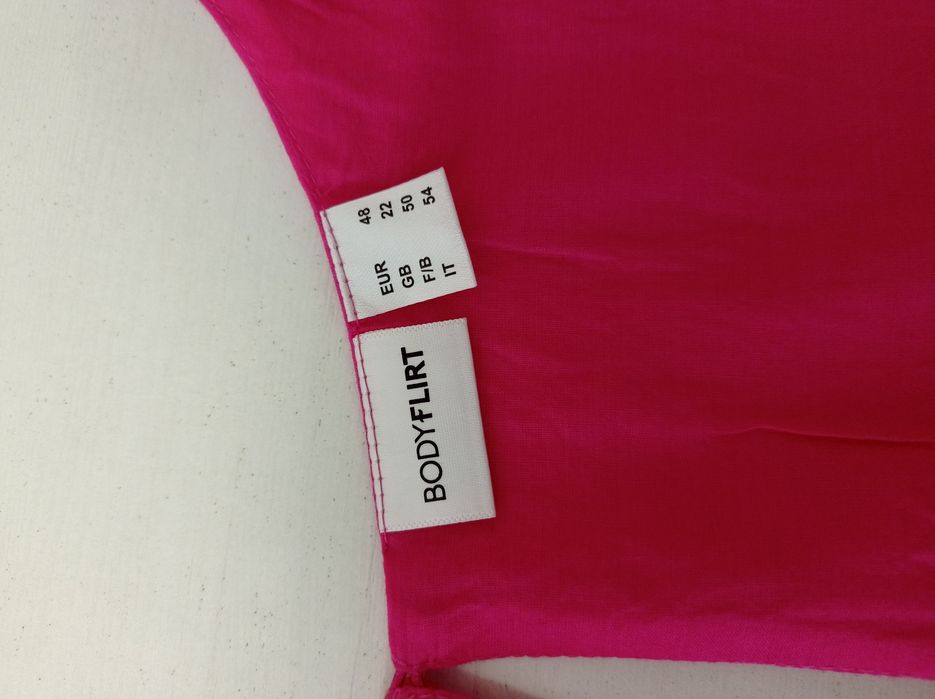 EUR 48
GB 22
F/B 50
IT 54
BODYFLIRT